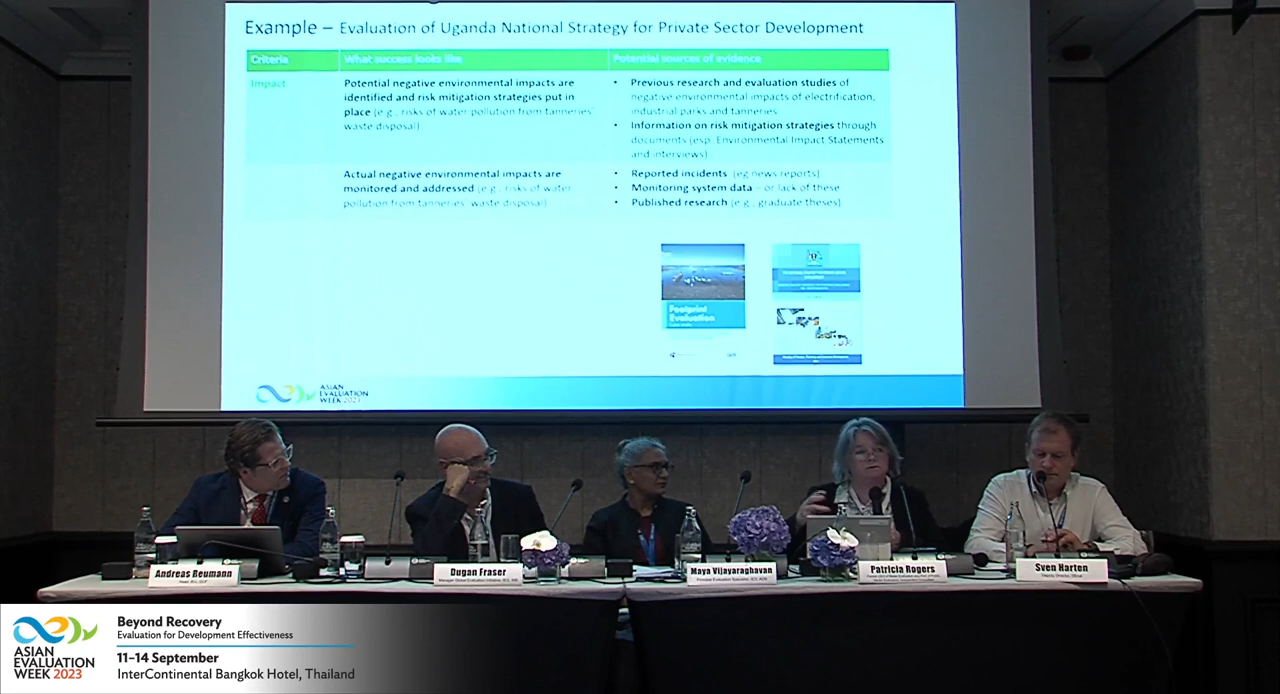 Example – Evaluation of Uganda National Strategy for Private Sector Development
Criteria
What success looks like
Potential sources of evidence
Impact
Potential negative environmental impacts are
identified and risk mitigation strategies put in
place (e.g., risks of water pollution from tanneries'
waste disposal)
• Previous research and evaluation studies of
negative environmental impacts of electrification,
industrial parks and tanneries
• Information on risk mitigation strategies through
documents (esp. Environmental Impact Statements
and interviews)
Actual negative environmental impacts are
monitored and addressed (e.g., risks of water
pollution from tanneries' waste disposal)
• Reported incidents (eg news reports)
• Monitoring system data – or lack of these
• Published research (e.g., graduate theses)
Footprint
Evaluation
ASIAN
EVALUATION
WEEK 2023
Andreas Reumann
Dugan Fraser
Maya Vijayaraghavan
Patricia Rogers
Sven Harten
ASIAN
EVALUATION
WEEK 2023
Beyond Recovery
Evaluation for Development Effectiveness
11–14 September
InterContinental Bangkok Hotel, Thailand